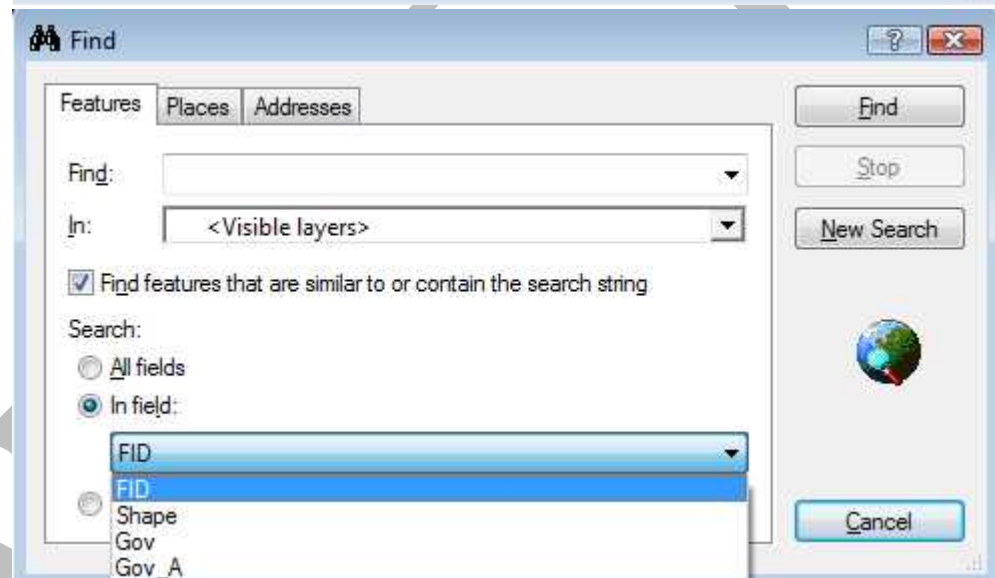 Find
Features Places Addresses
Find:
In: <Visible layers>
Find features that are similar to or contain the search string
Search:
All fields
In field:
FID
FID
Shape
Gov
Gov_A
Find
Stop
New Search
Cancel